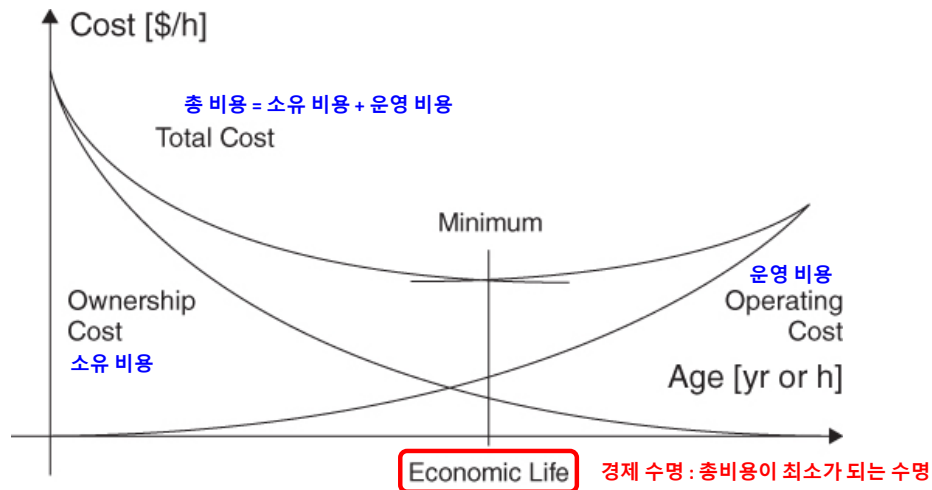 Cost [$/h]
총 비용 = 소유 비용 + 운영 비용
Total Cost
Minimum
Ownership
Cost
소유 비용
운영 비용
Operating
Cost
Age [yr or h]
Economic Life
경제 수명 : 총비용이 최소가 되는 수명